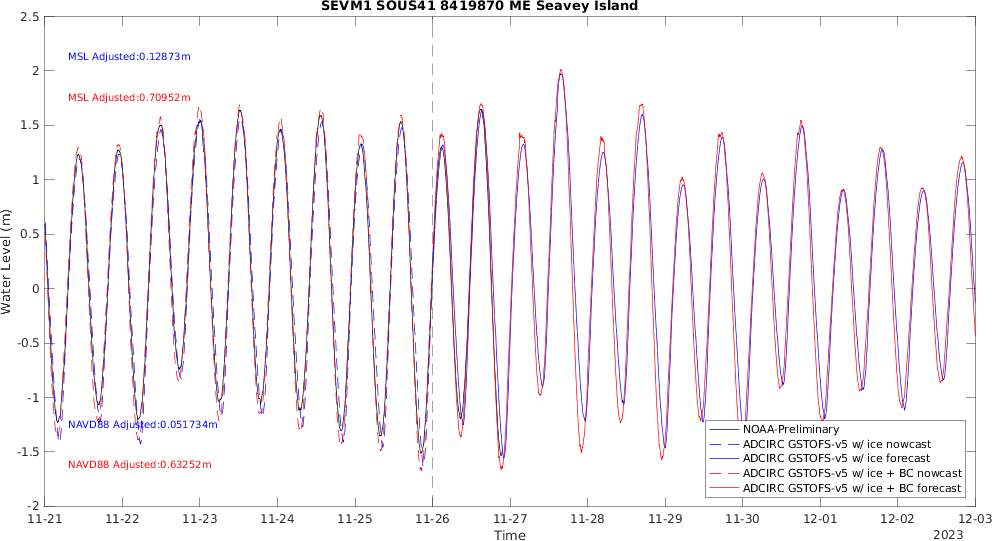 SEVM1 SOUS41 8419870 ME Seavey Island
2.5
2
1.5
1
0.5
0
-0.5
-1
-1.5
-2
Water Level (m)
MSL Adjusted:0.12873m
MSL Adjusted:0.70952m
NAVD88 Adjusted:0.051734m
NAVD88 Adjusted:0.63252m
NOAA-Preliminary
ADCIRC GSTOFS-v5 w/ ice nowcast
ADCIRC GSTOFS-v5 w/ ice forecast
ADCIRC GSTOFS-v5 w/ ice + BC nowcast
ADCIRC GSTOFS-v5 w/ ice + BC forecast
11-21 11-22 11-23 11-24 11-25 11-26 11-27 11-28 11-29 11-30 12-01 12-02 12-03
Time
2023